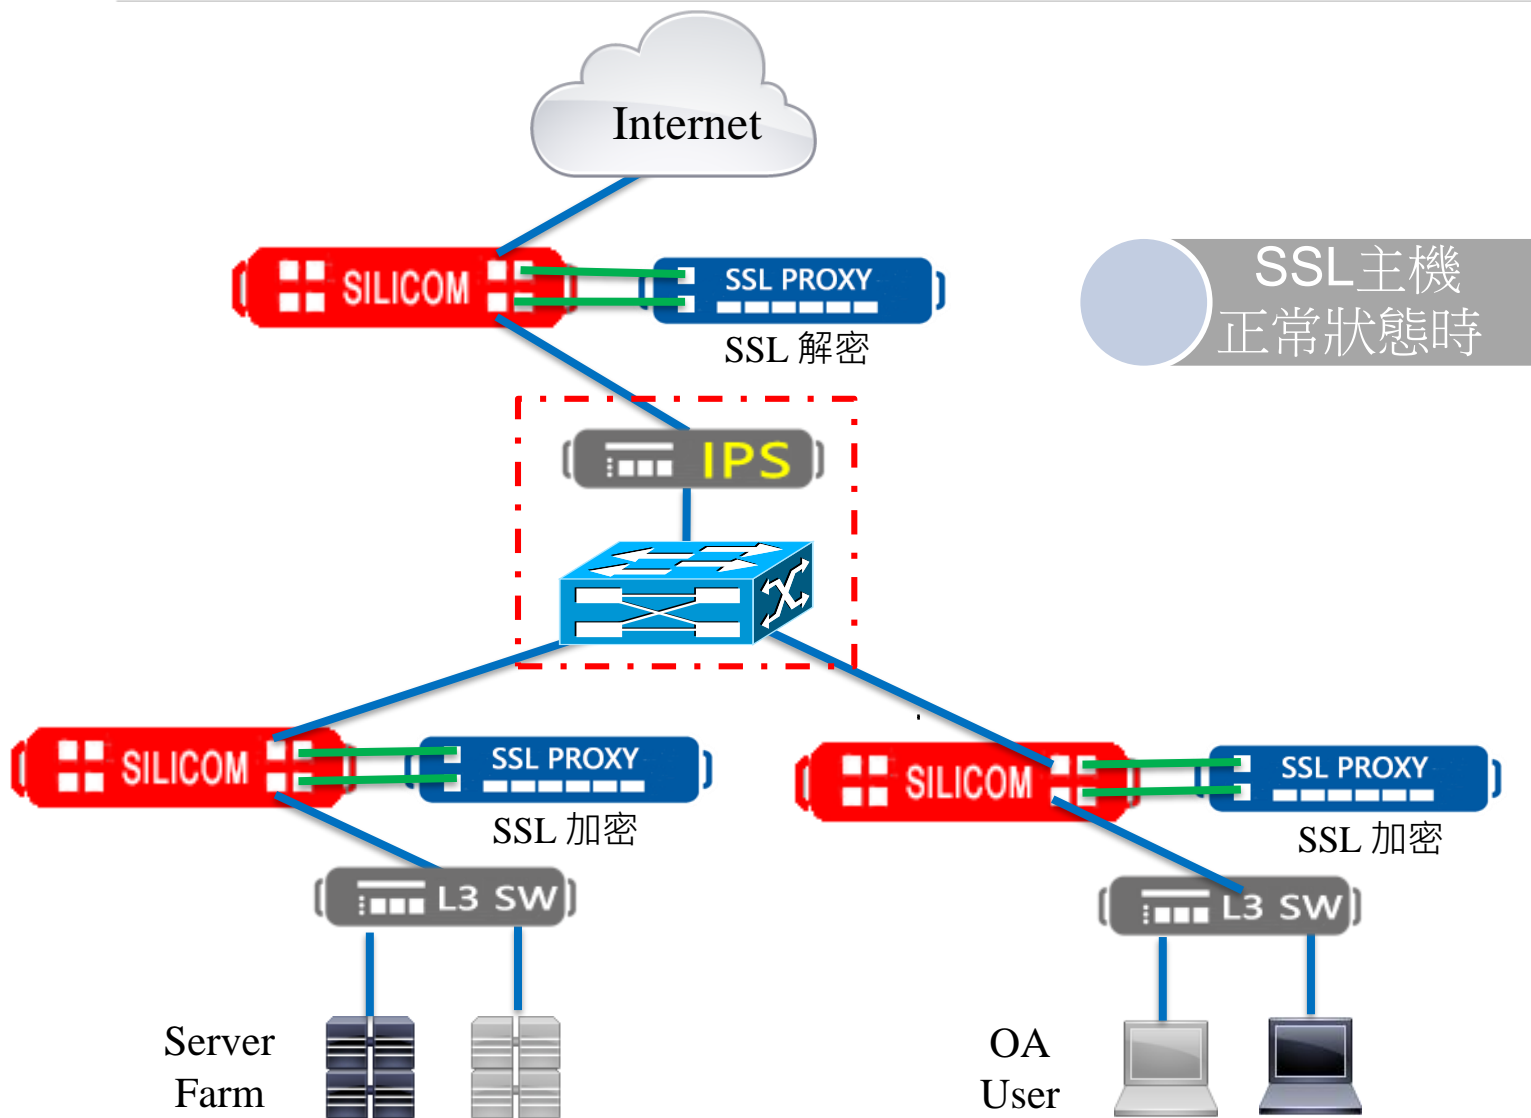 Internet
SILICOM
SSL PROXY
SSL 解密
SSL主機
正常狀態時
IPS
SILICOM
SSL PROXY
SSL 加密
SILICOM
SSL PROXY
SSL 加密
L3 SW
L3 SW
Server
Farm
OA
User